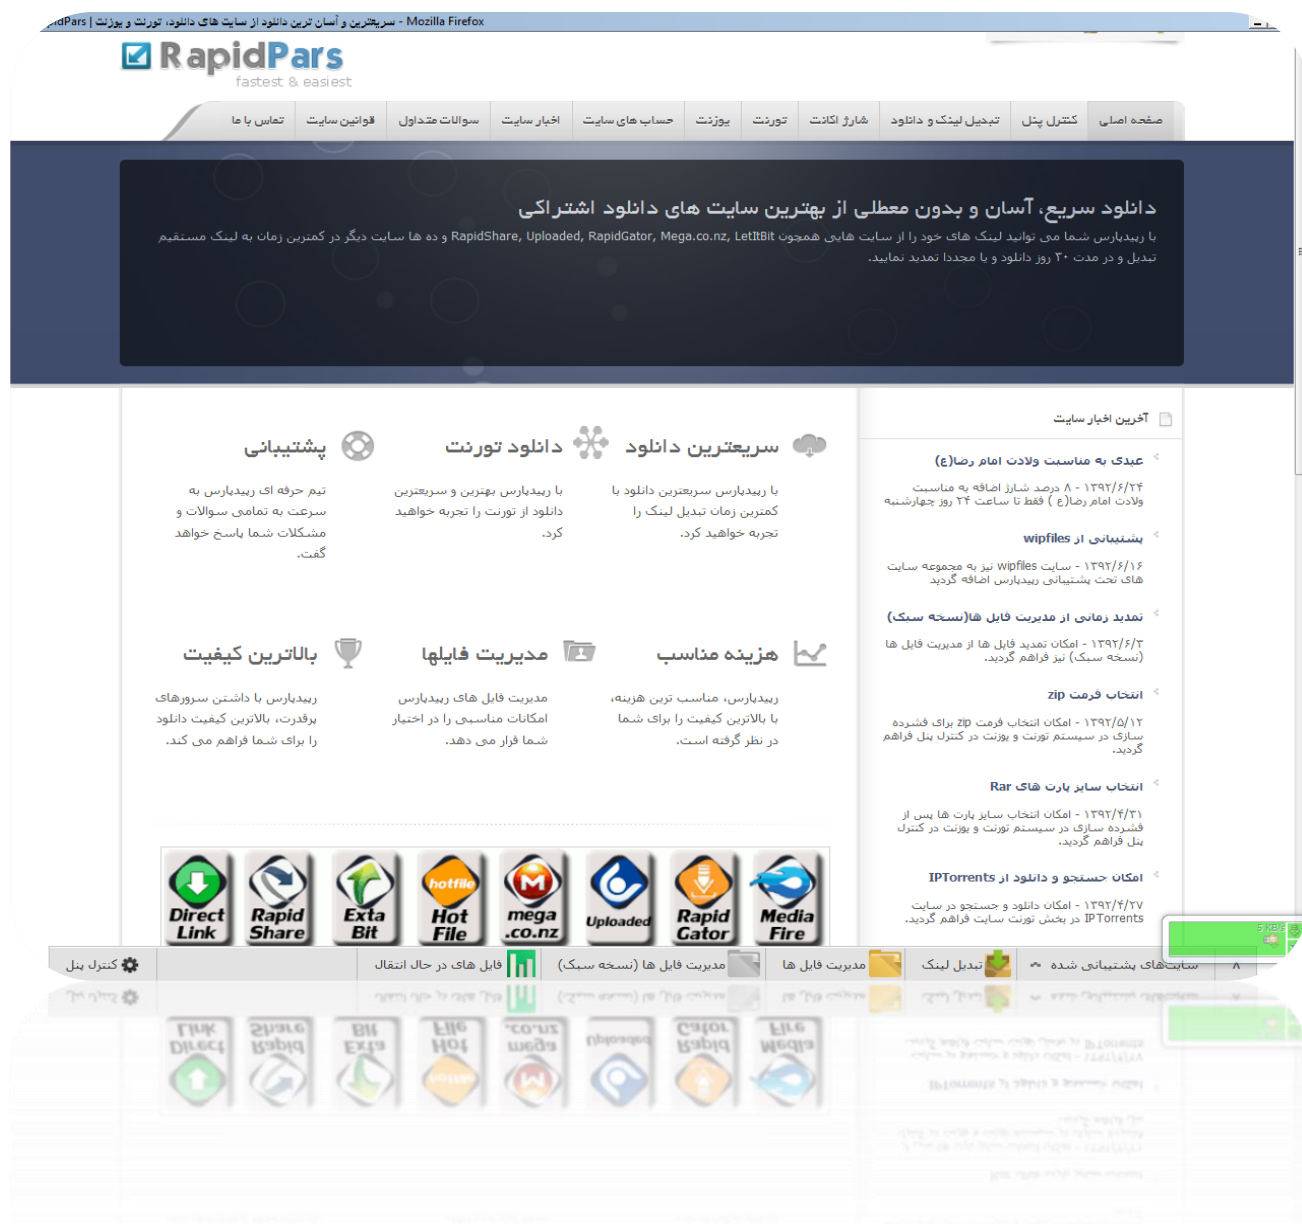 سریعترین و آسان ترین دانلود از سایت های دانلود، تورنت و یوزنت | - Mozilla Firefox
RapidPars
fastest & easiest
صفحه اصلی
کنترل پنل
تبدیل لینک و دانلود
شارژ اکانت
تورنت
یوزنت
حساب های سایت
اخبار سایت
سوالات متداول
قوانین سایت
تماس با ما
دانلود سریع، آسان و بدون معطلی از بهترین سایت های دانلود اشتراکی
با رپیدپارس شما می توانید لینک های خود را از سایت هایی همچون RapidShare, Uploaded, RapidGator, Mega.co.nz, LetItBit و ده ها سایت دیگر در کمترین زمان به لینک مستقیم
تبدیل و در مدت ۳۰ روز دانلود و یا مجددا تمدید نمایید.
آخرین اخبار سایت
عیدی به مناسبت ولادت امام رضا(ع)
۱۳۹۲/۶/۲۴ - ۸ درصد شارژ اضافه به مناسبت
ولادت امام رضا(ع ) فقط تا ساعت ۲۴ روز چهارشنبه
پشتیبانی از wipfiles
۱۳۹۲/۶/۱۶ - سایت wipfiles نیز به مجموعه سایت
های تحت پشتیبانی رپیدپارس اضافه گردید
تمدید زمانی از مدیریت فایل ها(نسخه سبک)
۱۳۹۲/۶/۳ - امکان تمدید فایل ها از مدیریت فایل ها
(نسخه سبک) نیز فراهم گردید.
انتخاب فرمت zip
۱۳۹۲/۵/۱۲ - امکان انتخاب فرمت zip برای فشرده
سازی در سیستم تورنت و یوزنت در کنترل پنل فراهم
گردید.
انتخاب سایز پارت های Rar
۱۳۹۲/۴/۳۱ - امکان انتخاب سایز پارت ها پس از
فشرده سازی در سیستم تورنت و یوزنت در کنترل
پنل فراهم گردید.
امکان جستجو و دانلود از IPTorrents
۱۳۹۲/۴/۲۷ - امکان دانلود و جستجو در سایت
IPTorrents در بخش تورنت سایت فراهم گردید.
سریعترین دانلود
با رپیدپارس سریعترین دانلود با
کمترین زمان تبدیل لینک را
تجربه خواهید کرد.
دانلود تورنت
با رپیدپارس بهترین و سریعترین
دانلود از تورنت را تجربه خواهید
کرد.
پشتیبانی
تیم حرفه ای رپیدپارس به
سرعت به تمامی سوالات و
مشکلات شما پاسخ خواهد
گفت.
هزینه مناسب
رپیدپارس، مناسب ترین هزینه،
با بالاترین کیفیت را برای شما
در نظر گرفته است.
مدیریت فایلها
مدیریت فایل های رپیدپارس
امکانات مناسبی را در اختیار
شما قرار می دهد.
بالاترین کیفیت
رپیدپارس با داشتن سرورهای
پرقدرت، بالاترین کیفیت دانلود
را برای شما فراهم می کند.
Direct
Link
Rapid
Share
Exta
Bit
hotfile
Hot
File
mega
.co.nz
Uploaded
Rapid
Gator
Media
Fire
5 KB/S
سایت‌های پشتیبانی شده
تبدیل لینک
مدیریت فایل ها
مدیریت فایل ها (نسخه سبک)
فایل های در حال انتقال
کنترل پنل